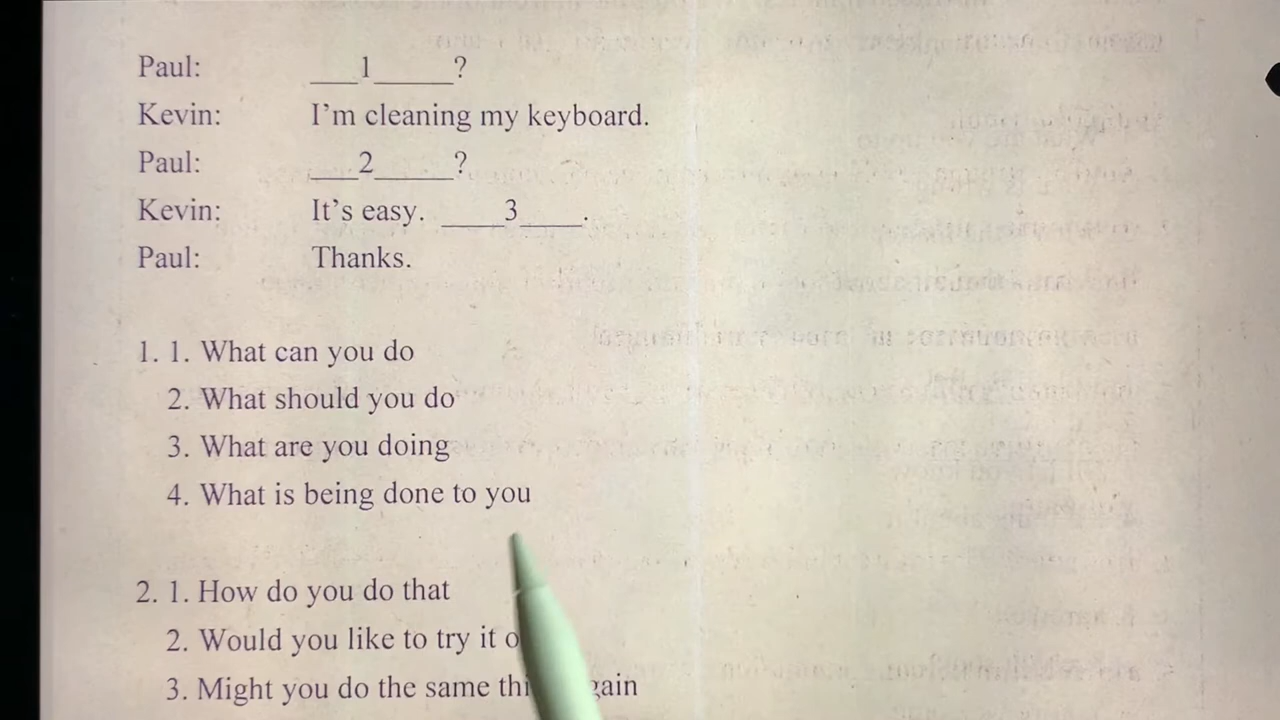 Paul: ___1_____?
Kevin: I'm cleaning my keyboard.
Paul: ___2_____?
Kevin: It's easy. ____3____.
Paul: Thanks.
1. 1. What can you do
2. What should you do
3. What are you doing
4. What is being done to you
2. 1. How do you do that
2. Would you like to try it
3. Might you do the same